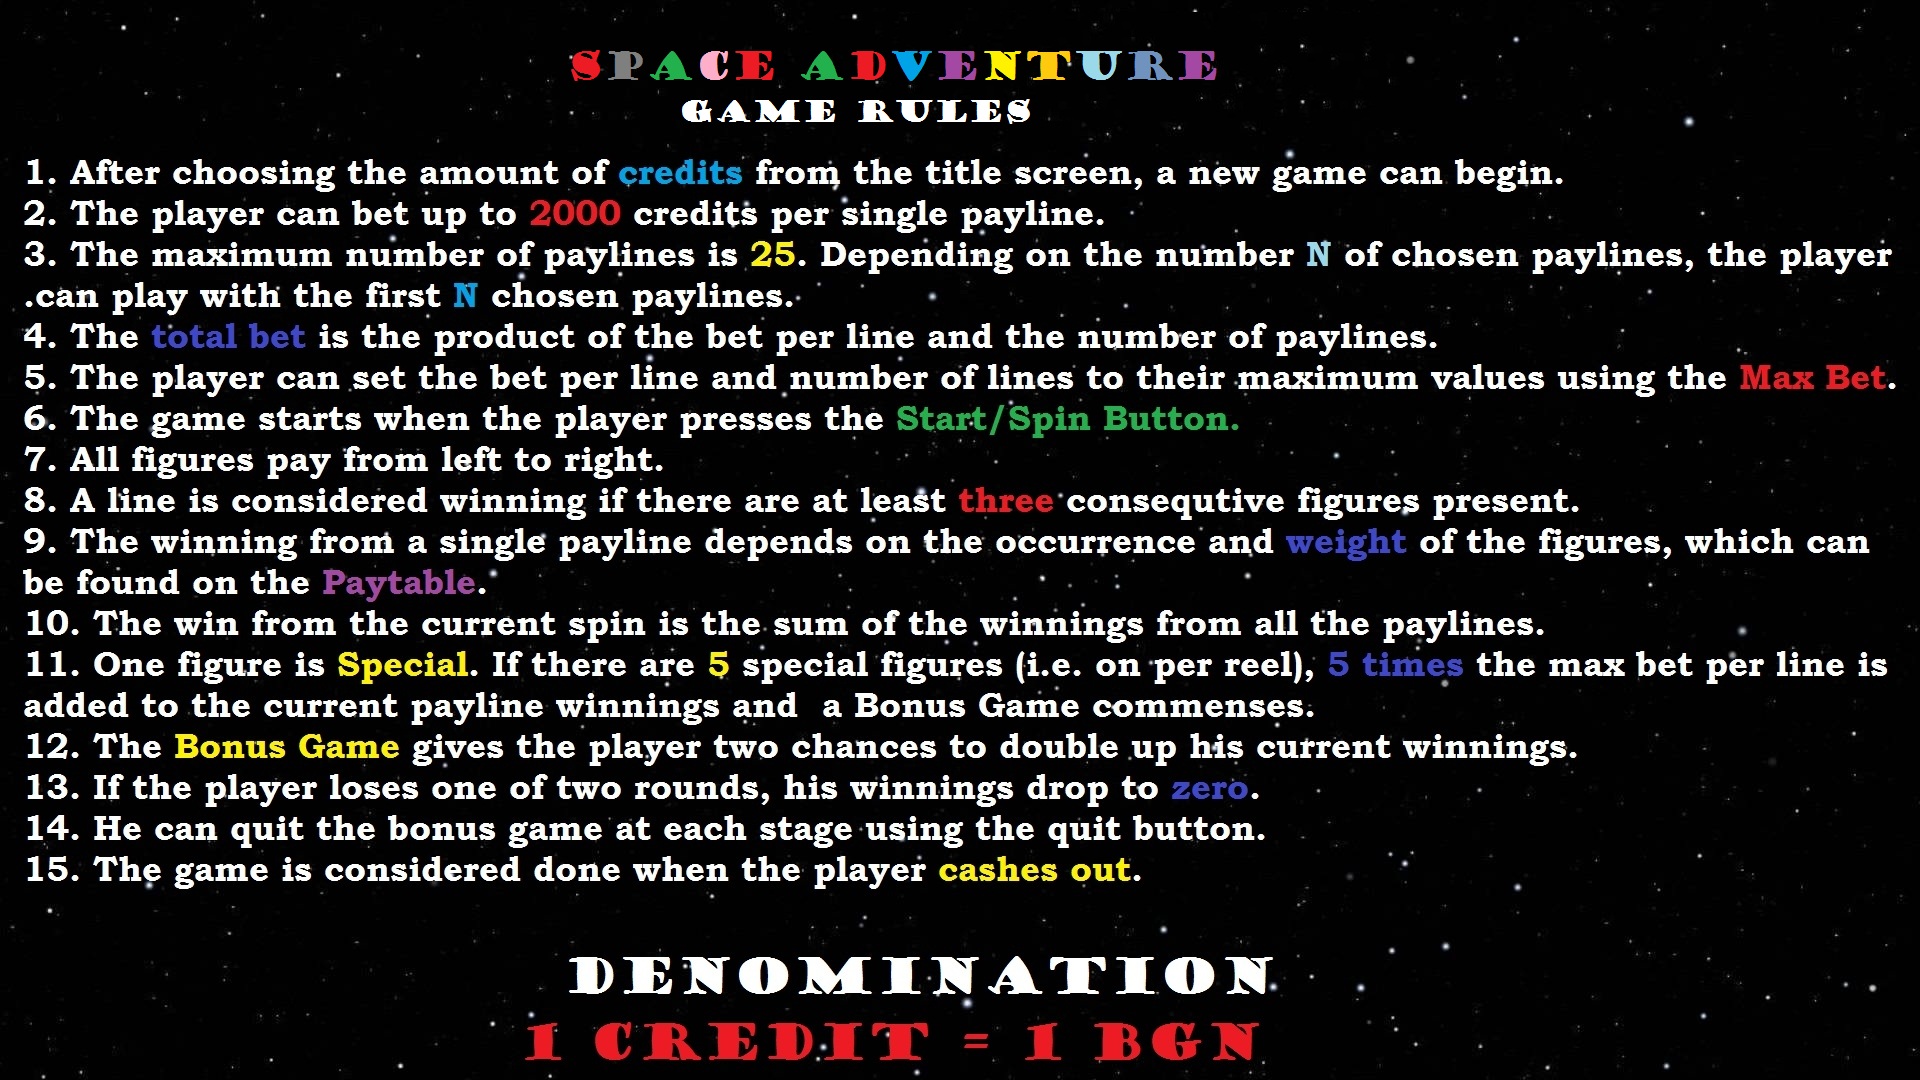 SPACE ADVENTURE
GAME RULES
1. After choosing the amount of credits from the title screen, a new game can begin.
2. The player can bet up to 2000 credits per single payline.
3. The maximum number of paylines is 25. Depending on the number N of chosen paylines, the player
.can play with the first N chosen paylines.
4. The total bet is the product of the bet per line and the number of paylines.
5. The player can set the bet per line and number of lines to their maximum values using the Max Bet.
6. The game starts when the player presses the Start/Spin Button.
7. All figures pay from left to right.
8. A line is considered winning if there are at least three consequtive figures present.
9. The winning from a single payline depends on the occurrence and weight of the figures, which can
be found on the Paytable.
10. The win from the current spin is the sum of the winnings from all the paylines.
11. One figure is Special. If there are 5 special figures (i.e. on per reel), 5 times the max bet per line is
added to the current payline winnings and  a Bonus Game commenses.
12. The Bonus Game gives the player two chances to double up his current winnings.
13. If the player loses one of two rounds, his winnings drop to zero.
14. He can quit the bonus game at each stage using the quit button.
15. The game is considered done when the player cashes out.
DENOMINATION
1 CREDIT = 1 BGN